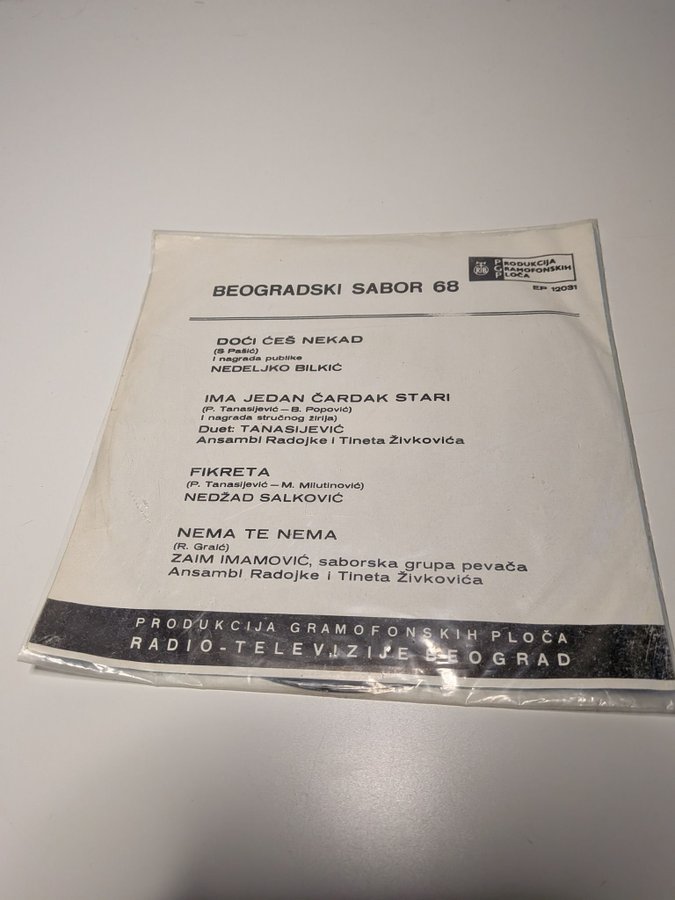 BEOGRADSKI SABOR 68
RTB
PGP
PRODUKCIJA
GRAMOFONSKIH
PLOČA
EP 12031
DOĆI ĆEŠ NEKAD
(S Pašić)
I nagrada publike
NEDELJKO BILKIĆ
IMA JEDAN ČARDAK STARI
(P. Tanasijević — B. Popović)
I nagrada stručnog žirija)
Duet: TANASIJEVIĆ
Ansambl Radojke i Tineta Živkovića
FIKRETA
(P. Tanasijević — M. Milutinović)
NEDŽAD SALKOVIĆ
NEMA TE NEMA
(R. Graić)
ZAIM IMAMOVIĆ, saborska grupa pevača
Ansambl Radojke i Tineta Živkovića
PRODUKCIJA GRAMOFONSKIH PLOČA
RADIO-TELEVIZIJE BEOGRAD